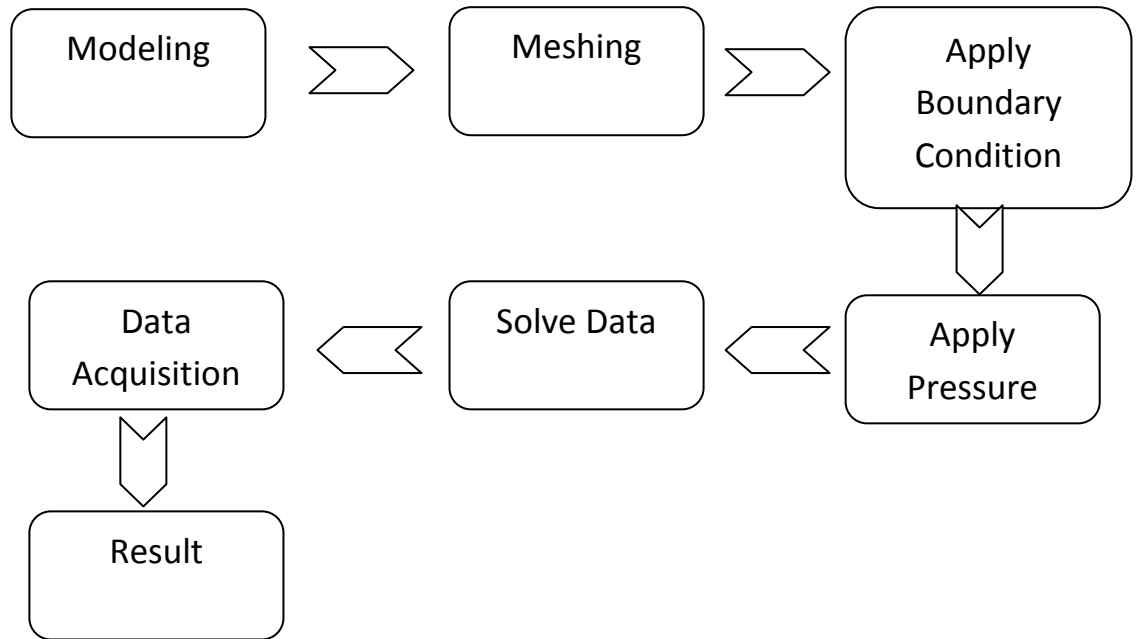 Modeling
Meshing
Apply
Boundary
Condition
Apply
Pressure
Solve Data
Data
Acquisition
Result